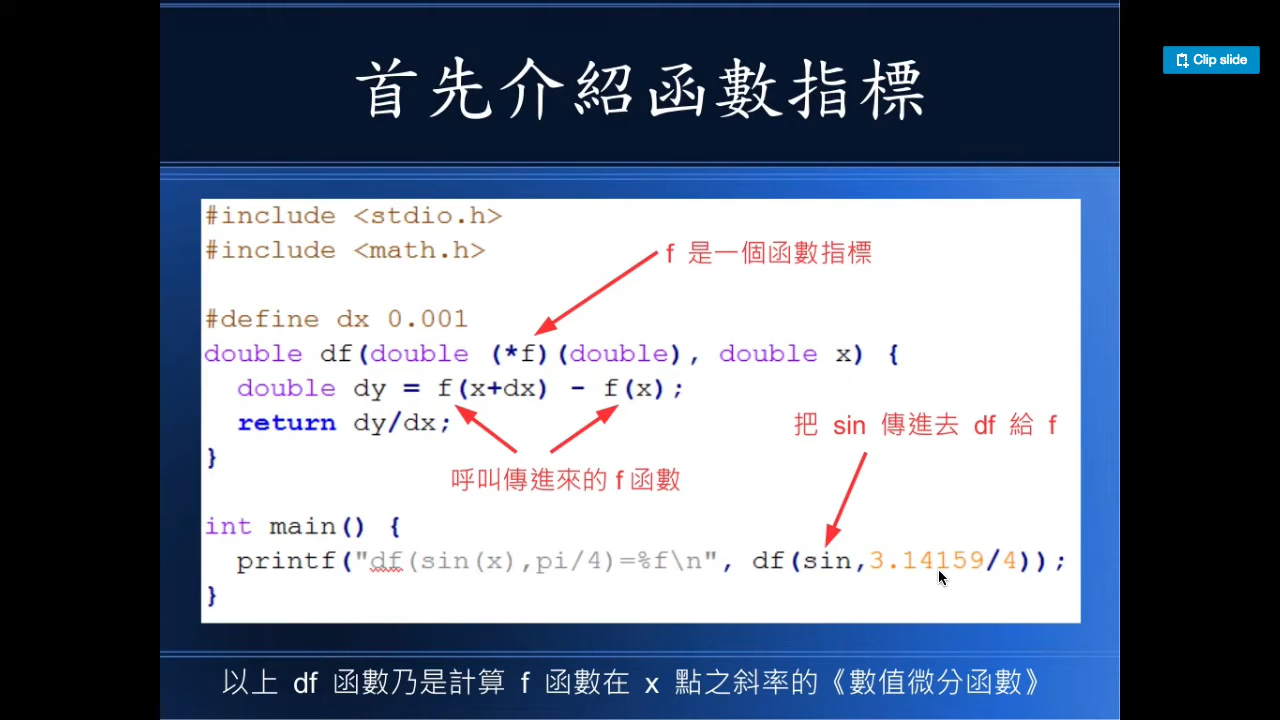 Clip slide
首先介紹函數指標
#include <stdio.h>
#include <math.h>
f 是一個函數指標
#define dx 0.001
double df(double (*f)(double), double x) {
  double dy = f(x+dx) - f(x);
  return dy/dx;
把 sin 傳進去 df 給 f
}
呼叫傳進來的 f 函數
int main() {
  printf("df(sin(x),pi/4)=%f\n", df(sin,3.14159/4));
}
以上 df 函數乃是計算 f 函數在 x 點之斜率的《數值微分函數》